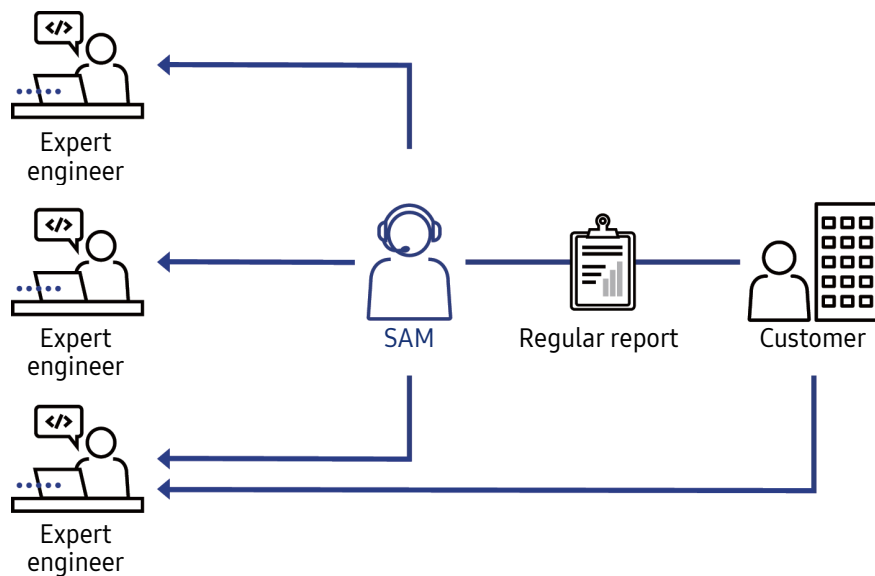 </>
Expert
engineer
</>
Expert
engineer
SAM
Regular report
Customer
</>
Expert
engineer